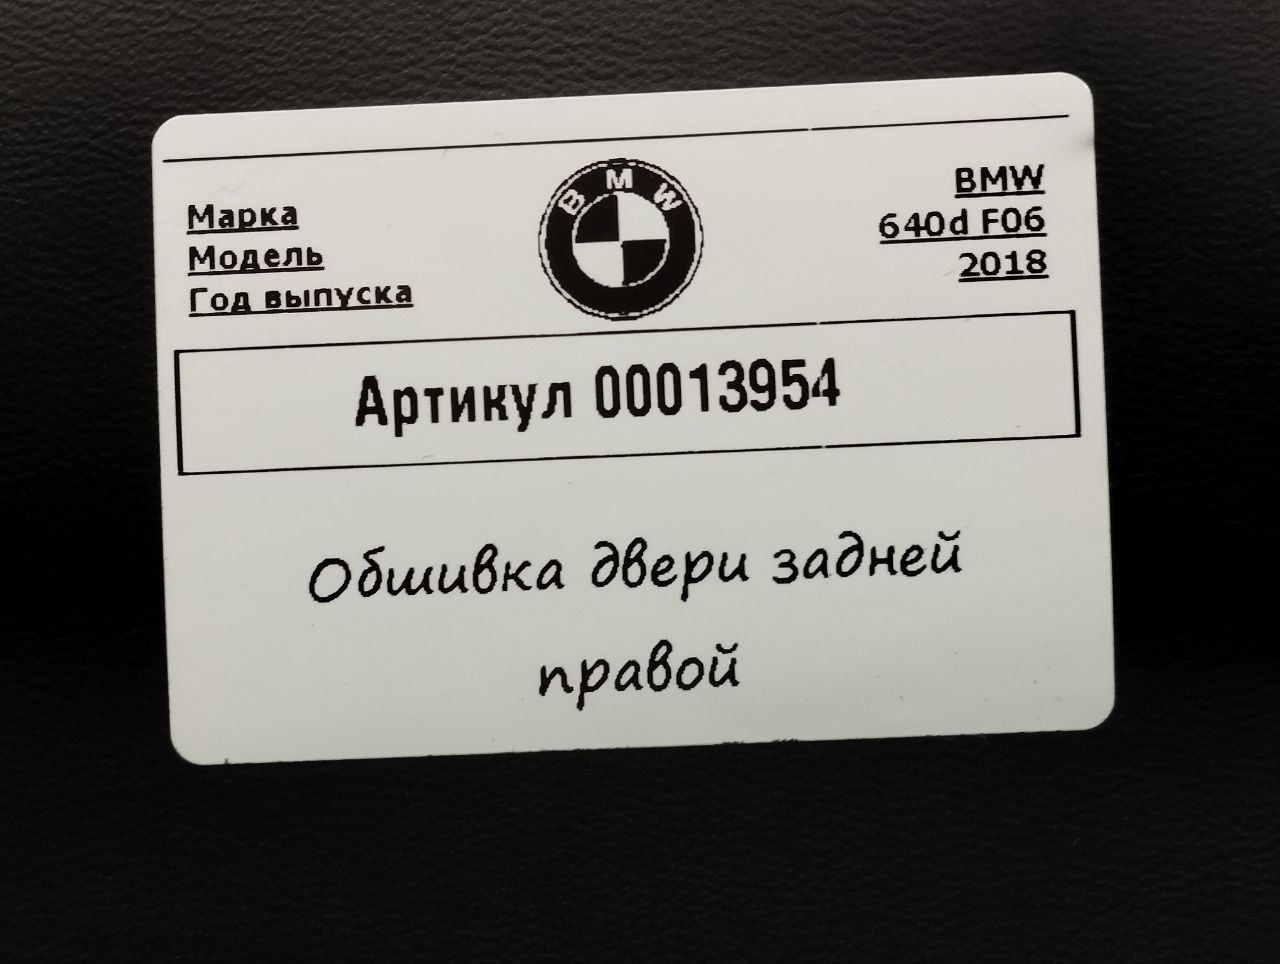 Марка
Модель
Год выпуска
BMW
BMW
640d F06
2018
Артикул 00013954
Обшивка двери задней
правой